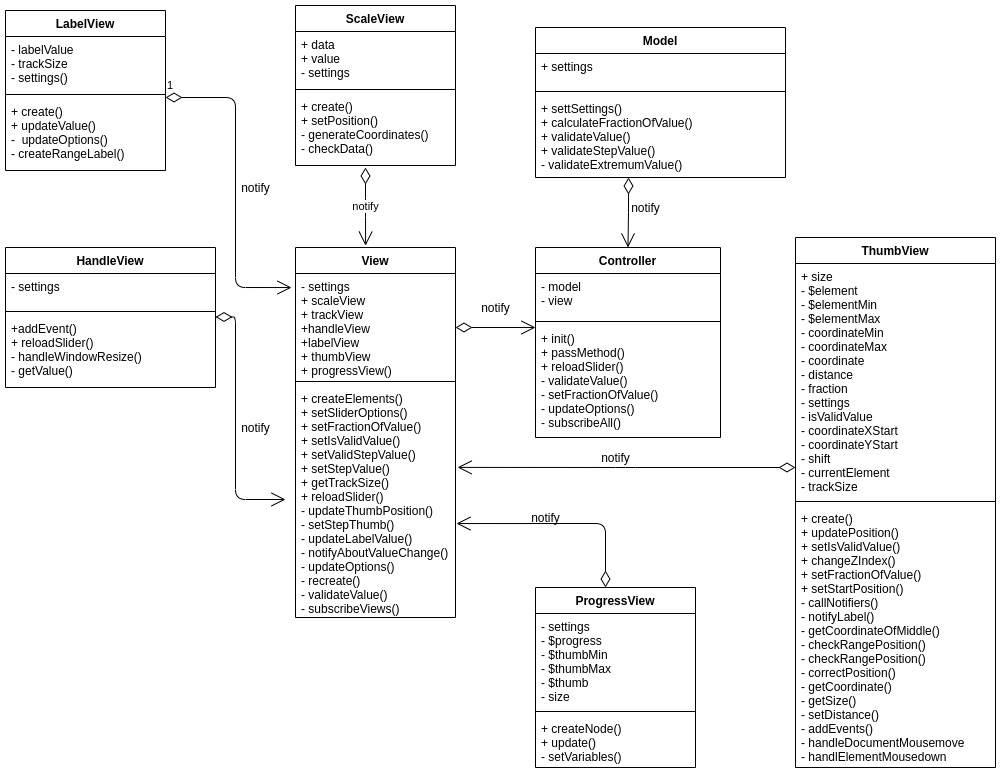 LabelView
- labelValue
- trackSize
- settings()
+ create()
+ updateValue()
-  updateOptions()
- createRangeLabel()
1
notify
ScaleView
+ data
+ value
- settings
+ create()
+ setPosition()
- generateCoordinates()
- checkData()
notify
Model
+ settings
+ settSettings()
+ calculateFractionOfValue()
+ validateValue()
+ validateStepValue()
- validateExtremumValue()
notify
HandleView
- settings
+addEvent()
+ reloadSlider()
- handleWindowResize()
- getValue()
notify
View
- settings
+ scaleView
+ trackView
+handleView
+labelView
+ thumbView
+ progressView()
+ createElements()
+ setSliderOptions()
+ setFractionOfValue()
+ setIsValidValue()
+ setValidStepValue()
+ setStepValue()
+ getTrackSize()
+ reloadSlider()
- updateThumbPosition()
- setStepThumb()
- updateLabelValue()
- notifyAboutValueChange()
- updateOptions()
- recreate()
- validateValue()
- subscribeViews()
notify
Controller
- model
- view
+ init()
+ passMethod()
+ reloadSlider()
- validateValue()
- setFractionOfValue()
- updateOptions()
- subscribeAll()
notify
ThumbView
+ size
- $element
- $elementMin
- $elementMax
- coordinateMin
- coordinateMax
- coordinate
- distance
- fraction
- settings
- isValidValue
- coordinateXStart
- coordinateYStart
- shift
- currentElement
- trackSize
+ create()
+ updatePosition()
+ setIsValidValue()
+ changeZIndex()
+ setFractionOfValue()
+ setStartPosition()
- callNotifiers()
- notifyLabel()
- getCoordinateOfMiddle()
- checkRangePosition()
- checkRangePosition()
- correctPosition()
- getCoordinate()
- getSize()
- setDistance()
- addEvents()
- handleDocumentMousemove
- handlElementMousedown
notify
ProgressView
- settings
- $progress
- $thumbMin
- $thumbMax
- $thumb
- size
+ createNode()
+ update()
- setVariables()